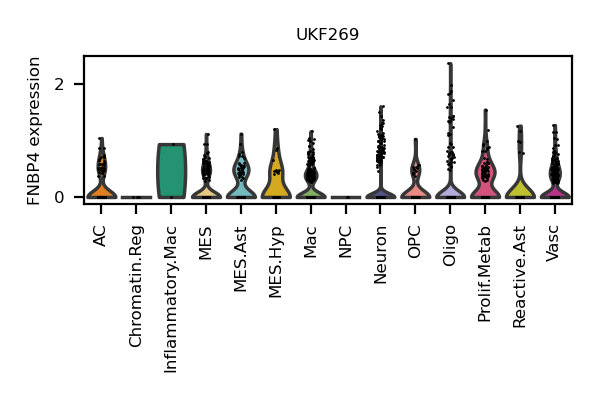 UKF269
FNBP4 expression
2
0
AC
Chromatin.Reg
Inflammatory.Mac
MES
MES.Ast
MES.Hyp
Mac
NPC
Neuron
OPC
Oligo
Prolif.Metab
Reactive.Ast
Vasc